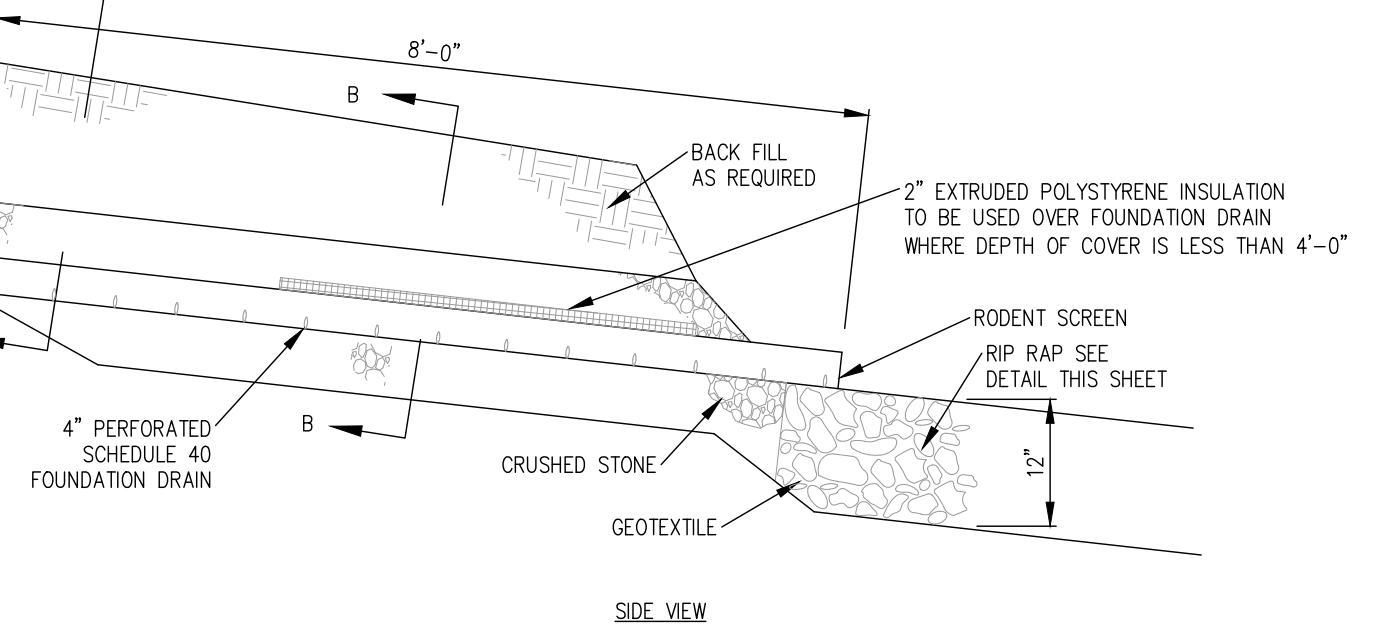 8'-0"
B
BACK FILL
AS REQUIRED
2" EXTRUDED POLYSTYRENE INSULATION
TO BE USED OVER FOUNDATION DRAIN
WHERE DEPTH OF COVER IS LESS THAN 4'-0"
RODENT SCREEN
RIP RAP SEE
DETAIL THIS SHEET
4" PERFORATED
SCHEDULE 40
FOUNDATION DRAIN
B
CRUSHED STONE
12"
GEOTEXTILE
SIDE VIEW